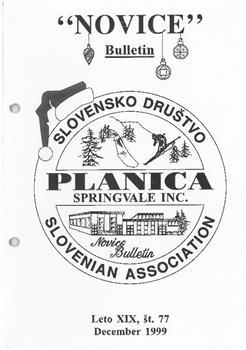 “NOVICE”
Bulletin
SLOVENSKO DRUŠTVO
PLANICA
SPRINGVALE INC.
Novice
Bulletin
SLOVENIAN ASSOCIATION
Leto XIX, št. 77
December 1999